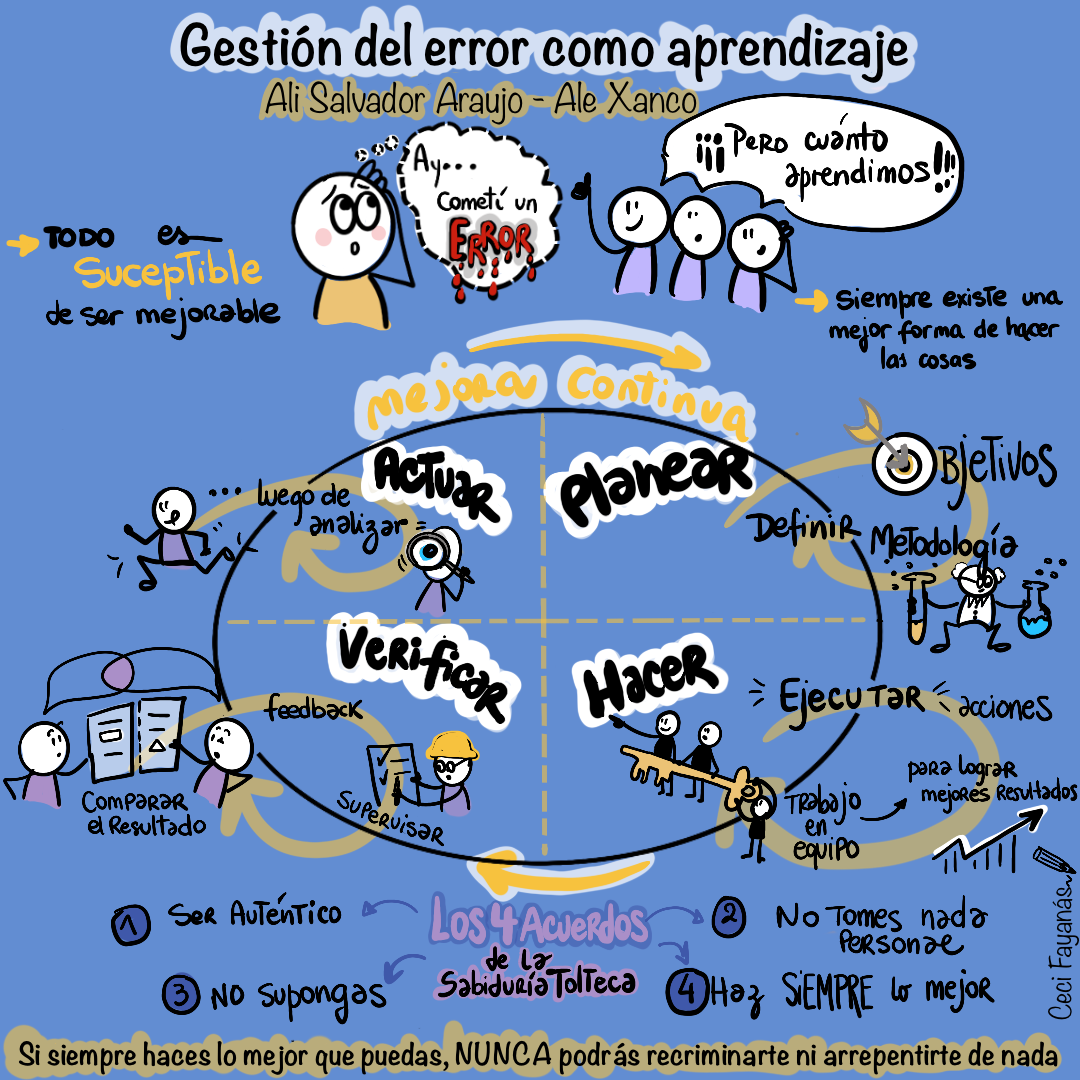 Gestión del error como aprendizaje
Ali Salvador Araujo - Ale Xanco
Ay...
Cometí un
ERROR
¡¡¡Pero cuánto
aprendimos!!!
TODO es
Suceptible
de ser mejorable
Siempre existe una
mejor forma de hacer
las cosas
Mejora Continua
Actuar
Planear
... luego de
analizar
Objetivos
Definir
Metodología
Verificar
Hacer
feedback
Comparar
el Resultado
Supervisar
Ejecutar acciones
Trabajo
en
equipo
para lograr
mejores Resultados
Los 4 Acuerdos
de la
Sabiduría Tolteca
1 Ser Auténtico
2 No Tomes nada
Personal
3 No Supongas
4 Haz SIEMPRE lo mejor
Ceci Fayanás
Si siempre haces lo mejor que puedas, NUNCA podrás recriminarte ni arrepentirte de nada